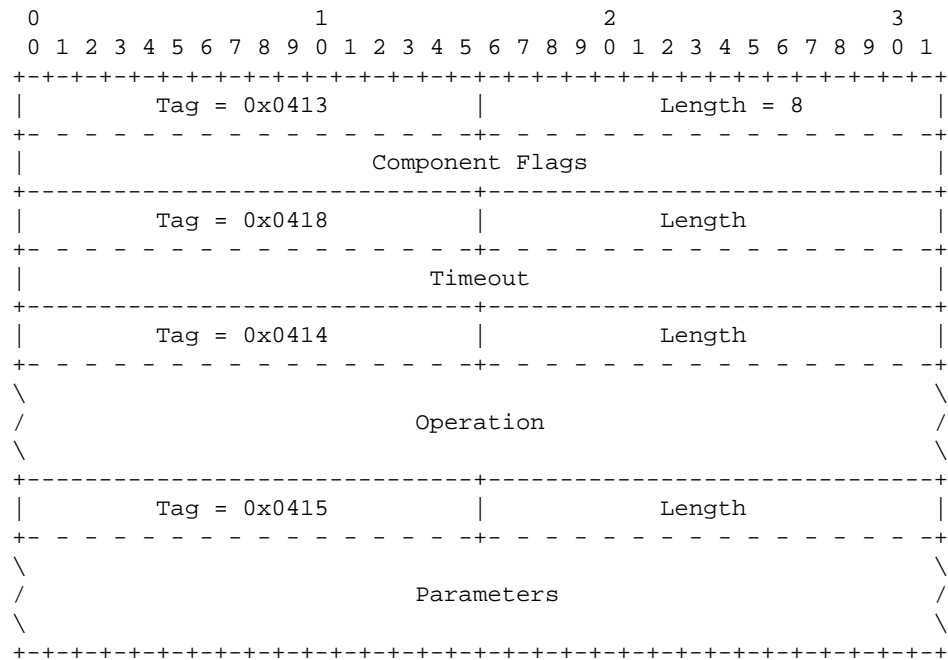 0                   1                   2                   3
 0 1 2 3 4 5 6 7 8 9 0 1 2 3 4 5 6 7 8 9 0 1 2 3 4 5 6 7 8 9 0 1
+-+-+-+-+-+-+-+-+-+-+-+-+-+-+-+-+-+-+-+-+-+-+-+-+-+-+-+-+-+-+-+-+
|         Tag = 0x0413          |            Length = 8         |
+- - - - - - - - - - - - - - - -+- - - - - - - - - - - - - - - -+
|                        Component Flags                        |
+-------------------------------+-------------------------------+
|         Tag = 0x0418          |            Length             |
+- - - - - - - - - - - - - - - -+- - - - - - - - - - - - - - - -+
|                            Timeout                            |
+-------------------------------+-------------------------------+
|         Tag = 0x0414          |            Length             |
+- - - - - - - - - - - - - - - -+- - - - - - - - - - - - - - - -+
\                                                               \
/                           Operation                           /
\                                                               \
+-------------------------------+-------------------------------+
|         Tag = 0x0415          |            Length             |
+- - - - - - - - - - - - - - - -+- - - - - - - - - - - - - - - -+
\                                                               \
/                           Parameters                          /
\                                                               \
+-+-+-+-+-+-+-+-+-+-+-+-+-+-+-+-+-+-+-+-+-+-+-+-+-+-+-+-+-+-+-+-+